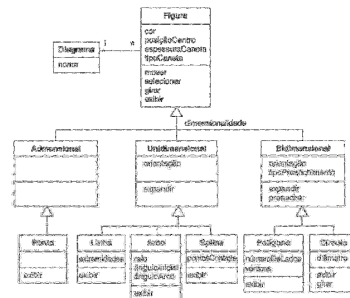 Figura
cor
posiçãoCentro
espessuraCaneta
tipoCaneta
mover
selecionar
girar
exibir
Diagrama
nome
1
dimensionalidade
Adimensional
Unidimensional
orientação
expandir
Bidimensional
orientação
tipoPreenchimento
expandir
preencher
Ponto
exibir
Linha
extremidades
exibir
Arco
raio
ânguloInicial
ânguloArco
exibir
Spline
pontosControle
exibir
Polígono
númeroDeLados
vértices
exibir
Círculo
diâmetro
exibir
girar